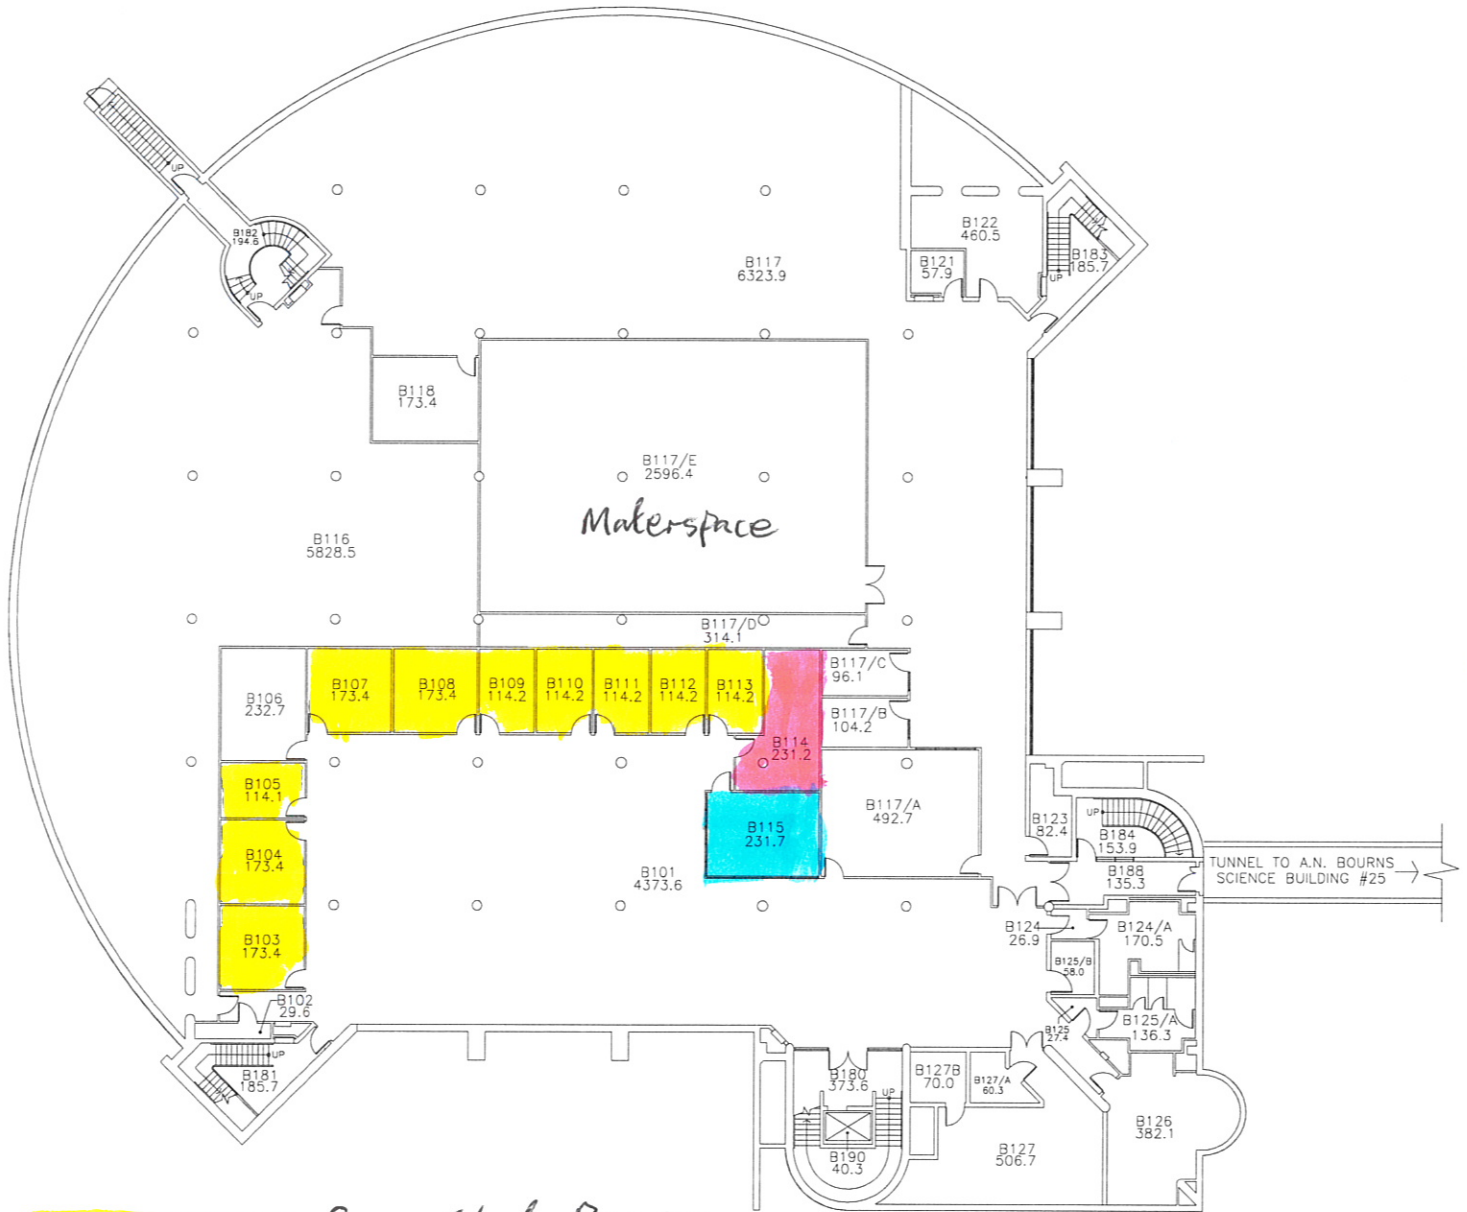 B182
194.6
UP
UP
B117
6323.9
B122
460.5
B121
57.9
B183
185.7
UP
B118
173.4
B117/E
2596.4
Makerspace
B116
5828.5
B117/D
314.1
B106
232.7
B107
173.4
B108
173.4
B109
114.2
B110
114.2
B111
114.2
B112
114.2
B113
114.2
B114
231.2
B117/C
96.1
B117/B
104.2
B105
114.1
B104
173.4
B103
173.4
B115
231.7
B117/A
492.7
B101
4373.6
B123
82.4
UP
B184
153.9
B188
135.3
TUNNEL TO A.N. BOURNS
SCIENCE BUILDING #25
B124
26.9
B124/A
170.5
B125/B
58.0
B125
27.4
B125/A
136.3
B102
29.6
UP
B181
185.7
B180
373.6
UP
B190
40.3
B127B
70.0
B127/A
60.3
B127
506.7
B126
382.1